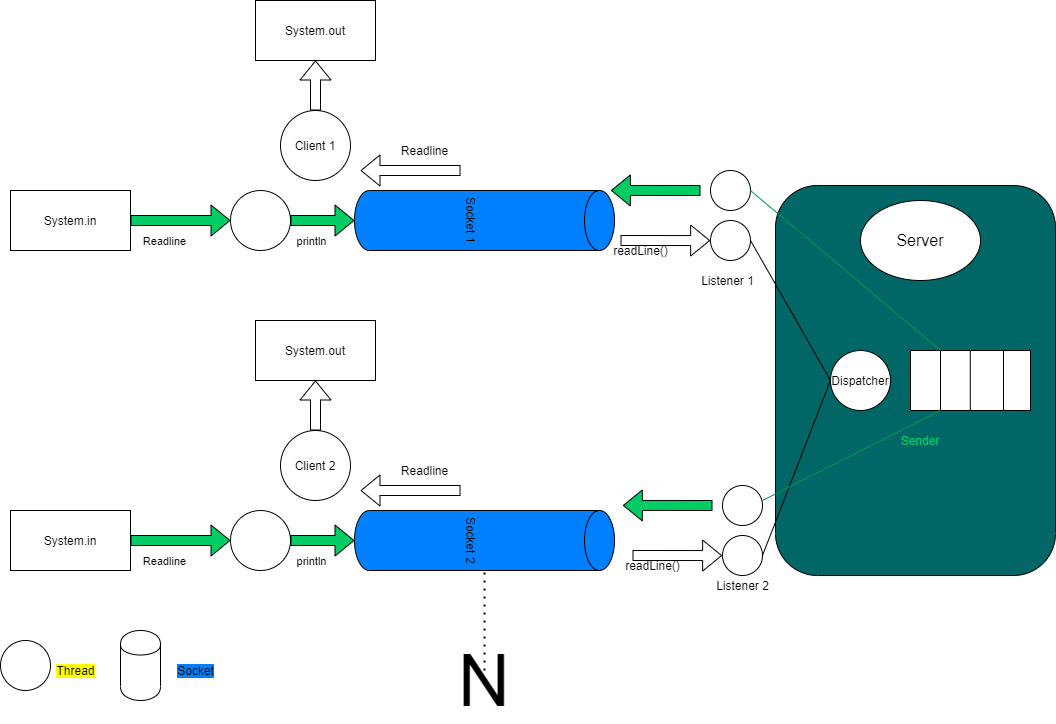 System.out
Client 1
Readline
System.in
Readline
println
Socket 1
readLine()
Listener 1
Server
System.out
Client 2
Readline
Dispatcher
Sender
System.in
Readline
println
Socket 2
readLine()
Listener 2
N
Thread
Socket